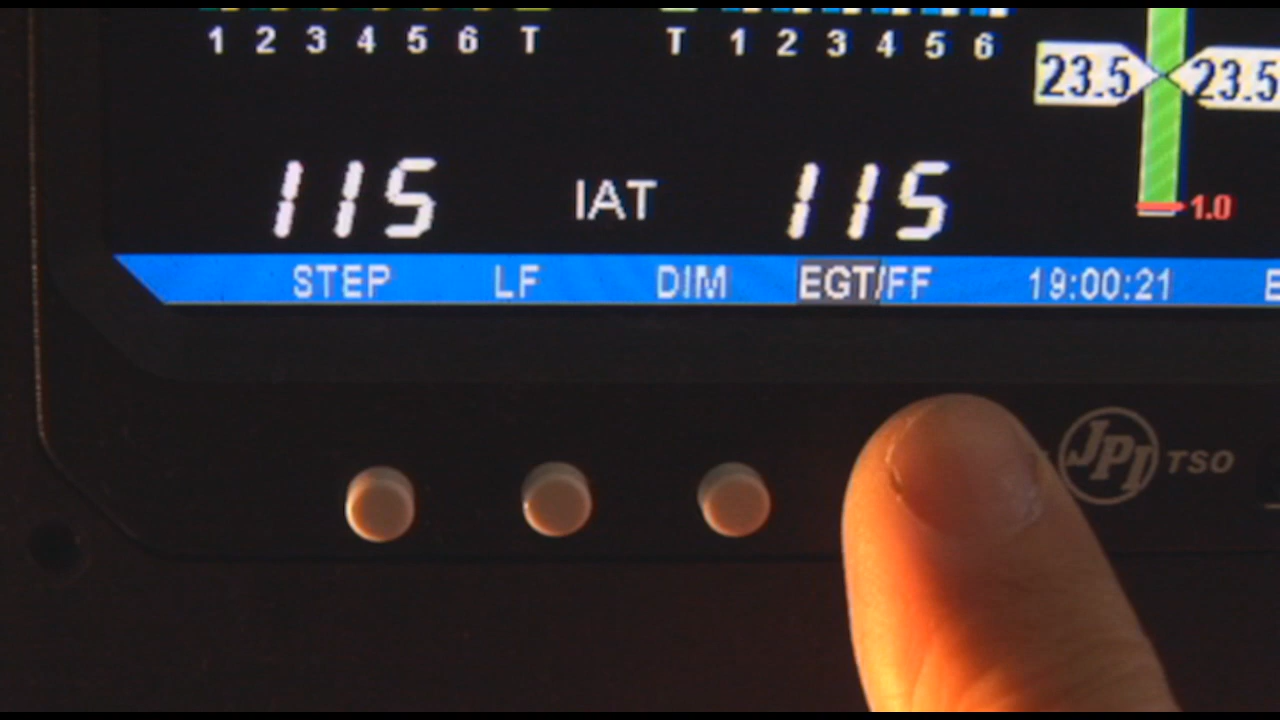 1 2 3 4 5 6 T T 1 2 3 4 5 6
23.5 23.5
115 IAT 115
1.0
STEP LF DIM EGT/FF 19:00:21 E
JPI TSO